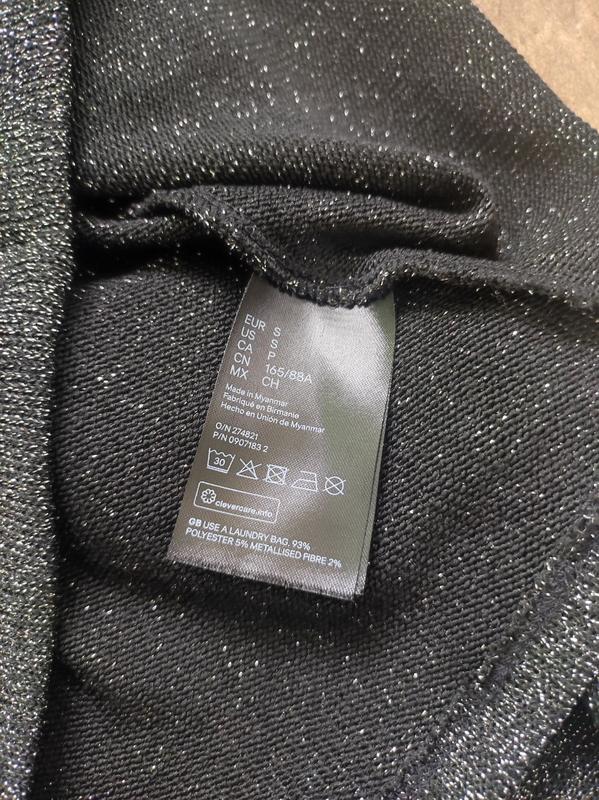 EUR S
US S
CA P
CN 165/88A
MX CH
Made in Myanmar
Fabriqué en Birmanie
Hecho en Unión de Myanmar
O/N 274821
P/N 0907183 2
30
clevercare.info
GB USE A LAUNDRY BAG, 93%
POLYESTER 5% METALLISED FIBRE 2%